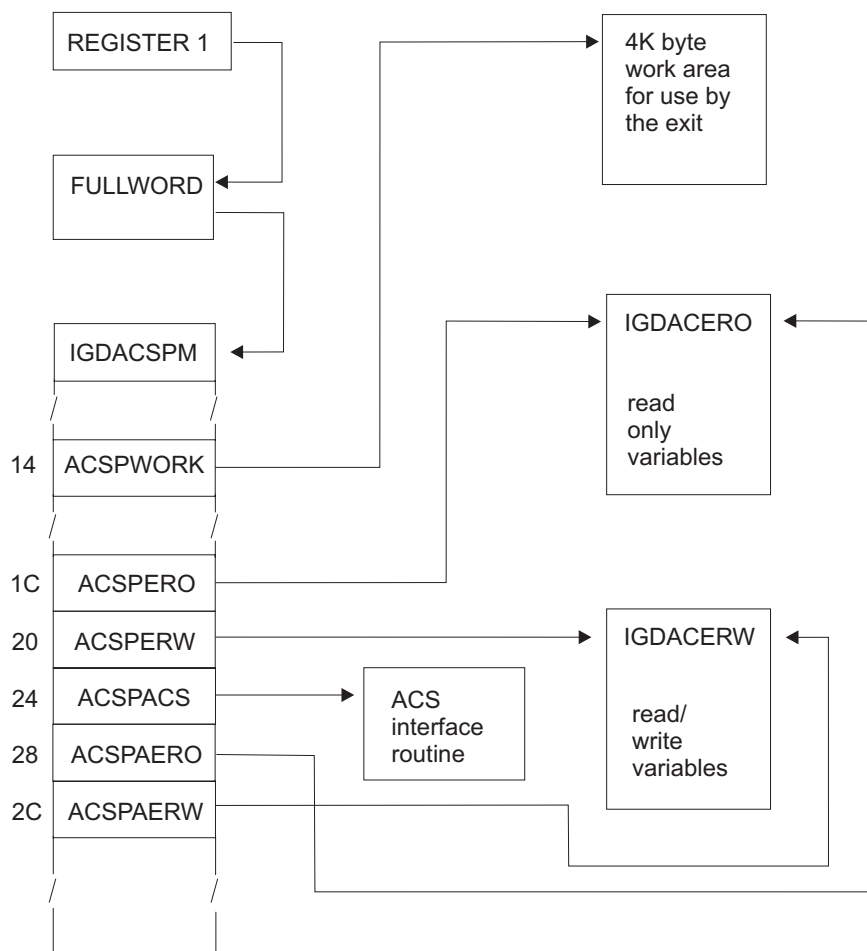 REGISTER 1
4K byte
work area
for use by
the exit
FULLWORD
IGDACSPM
IGDACERO
read
only
variables
14 ACSPWORK
1C ACSPERO
20 ACSPERW
IGDACERW
read/
write
variables
24 ACSPACS
ACS
interface
routine
28 ACSPAERO
2C ACSPAERW